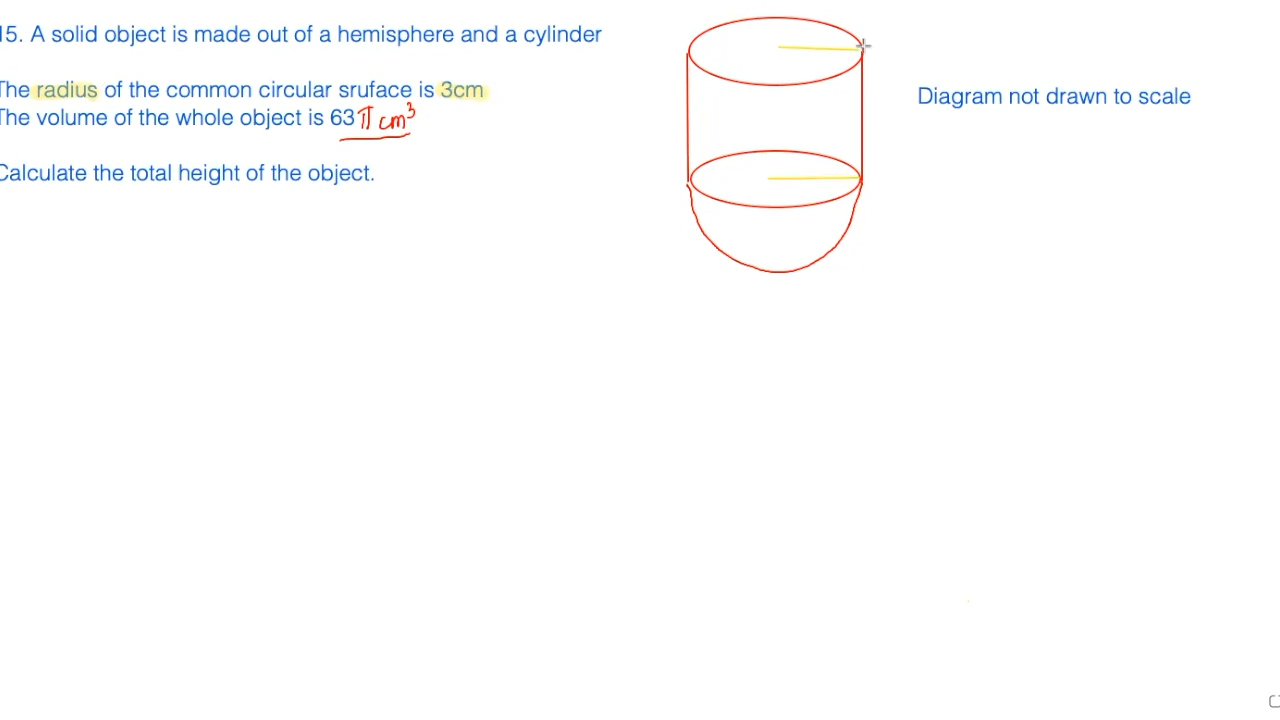 15. A solid object is made out of a hemisphere and a cylinder
The radius of the common circular sruface is 3cm
The volume of the whole object is 63π cm³
Calculate the total height of the object.
Diagram not drawn to scale